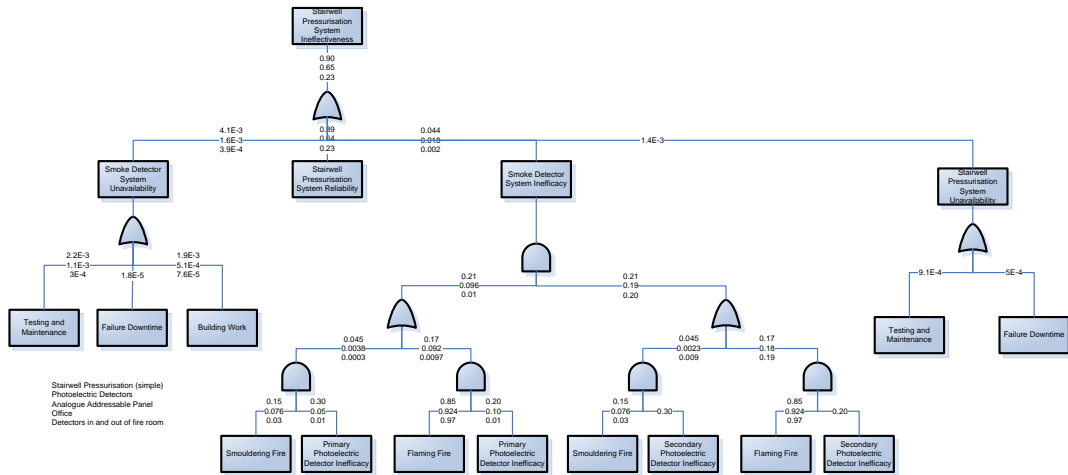 Stairwell
Pressurisation
System
Ineffectiveness
0.90
0.65
0.23
4.1E-3
1.6E-3
3.9E-4
0.89
0.64
0.23
0.044
0.018
0.002
1.4E-3
Smoke Detector
System
Unavailability
Stairwell
Pressurisation
System Reliability
Smoke Detector
System Inefficacy
Stairwell
Pressurisation
System
Unavailability
2.2E-3
1.1E-3
3E-4
1.8E-5
1.9E-3
5.1E-4
7.6E-5
0.21
0.096
0.01
0.21
0.19
0.20
9.1E-4
5E-4
Testing and
Maintenance
Failure Downtime
Building Work
Testing and
Maintenance
Failure Downtime
0.045
0.0038
0.0003
0.17
0.092
0.0097
0.045
0.0023
0.009
0.17
0.18
0.19
Stairwell Pressurisation (simple)
Photoelectric Detectors
Analogue Addressable Panel
Office
Detectors in and out of fire room
0.15
0.076
0.03
0.30
0.05
0.01
0.85
0.924
0.97
0.20
0.10
0.01
0.15
0.076
0.03
0.30
0.85
0.924
0.97
0.20
Smouldering Fire
Primary
Photoelectric
Detector Inefficacy
Flaming Fire
Primary
Photoelectric
Detector Inefficacy
Smouldering Fire
Secondary
Photoelectric
Detector Inefficacy
Flaming Fire
Secondary
Photoelectric
Detector Inefficacy